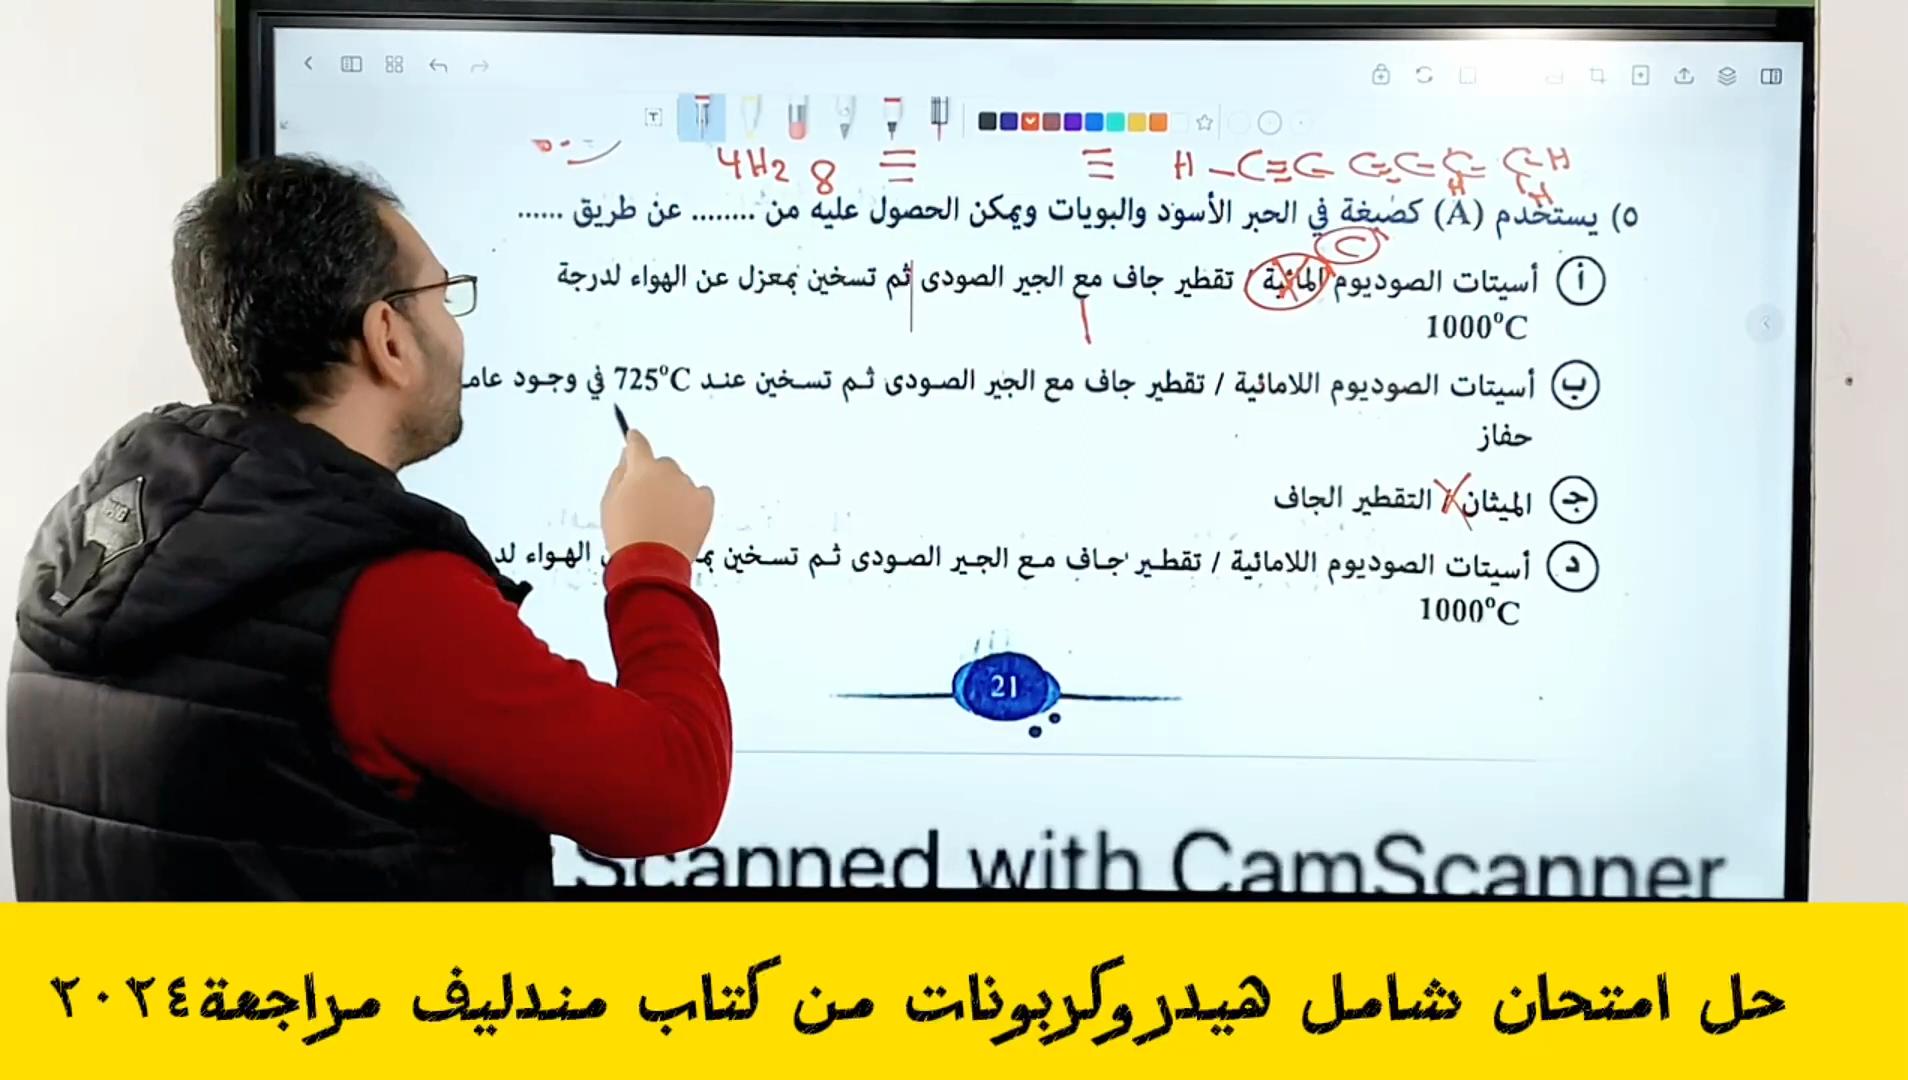 4H2 8 ≡ ≡ H-C≡C-C≡C-C=C-H
H H
٥) يستخدم (A) كصبغة في الحبر الأسود والبويات ويمكن الحصول عليه من ........ عن طريق ......
C
أ أسيتات الصوديوم المائية / تقطير جاف مع الجير الصودى ثم تسخين بمعزل عن الهواء لدرجة
1000°C
ب أسيتات الصوديوم اللامائية / تقطير جاف مع الجير الصودى ثم تسخين عند 725°C في وجود
حفاز
ج الميثان / التقطير الجاف
د أسيتات الصوديوم اللامائية / تقطير جاف مع الجير الصودى ثم تسخين الهواء
1000°C
21
Scanned with CamScanner
حل امتحان شامل هيدروكربونات من كتاب مندليف مراجعة ٢٠٢٤